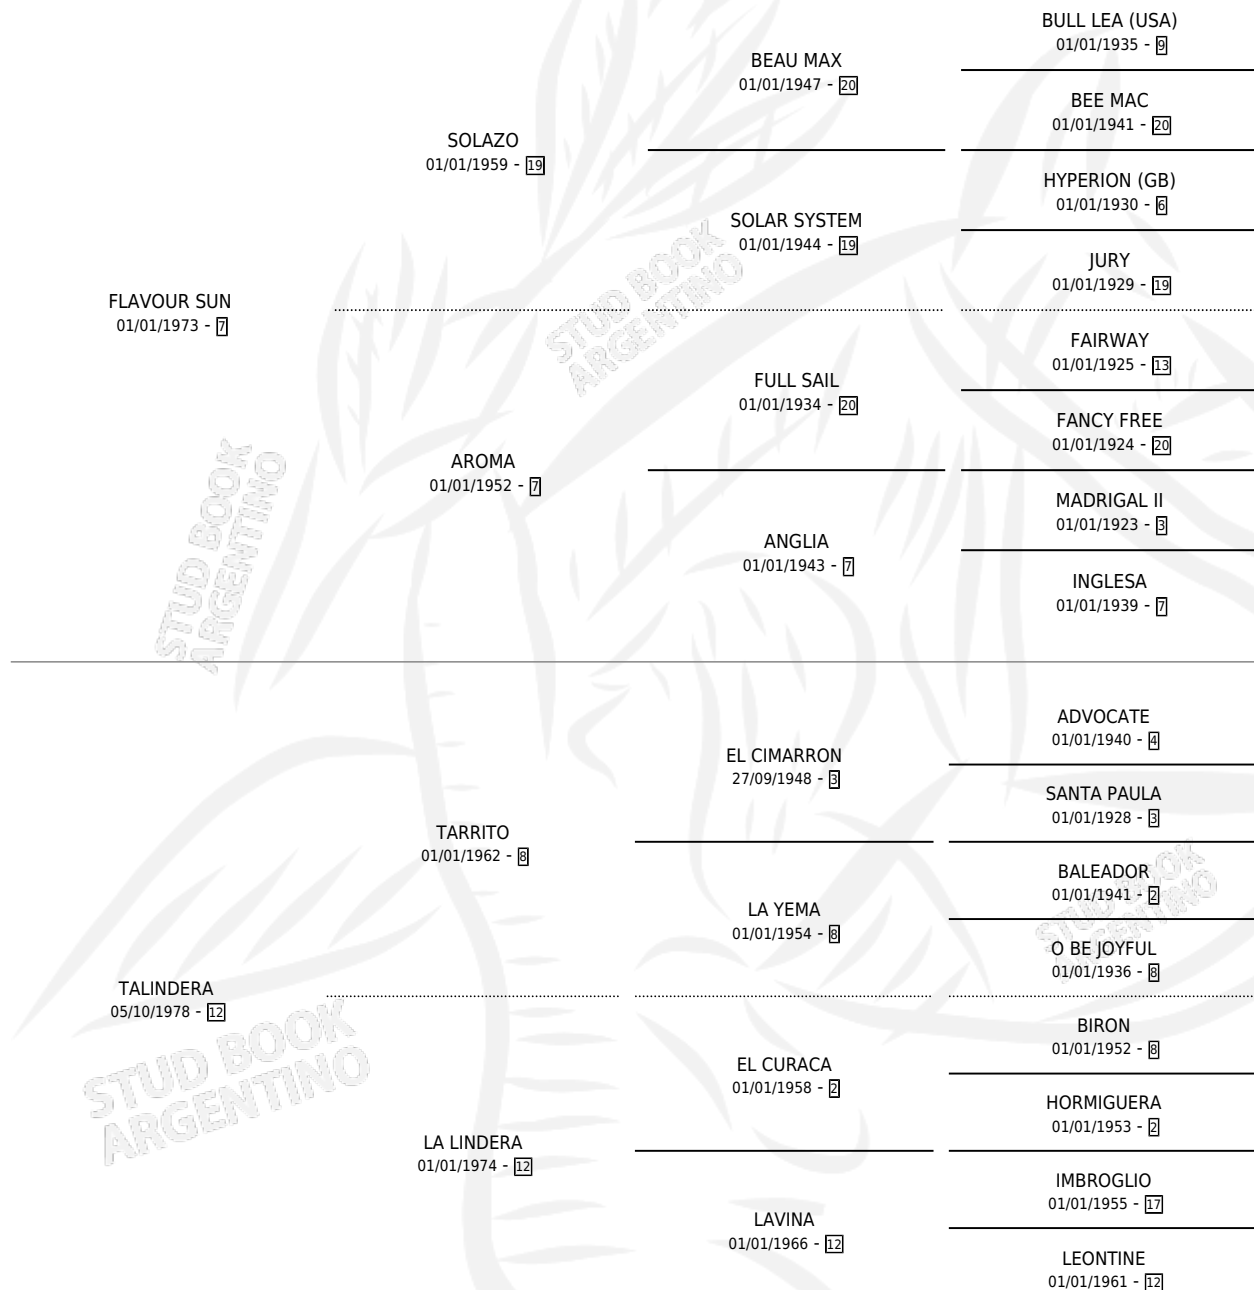 BULL LEA (USA)
01/01/1935 - 9
BEAU MAX
01/01/1947 - 20
BEE MAC
01/01/1941 - 20
SOLAZO
01/01/1959 - 19
HYPERION (GB)
01/01/1930 - 6
SOLAR SYSTEM
01/01/1944 - 19
JURY
01/01/1929 - 19
FLAVOUR SUN
01/01/1973 - 7
STUD BOOK
ARGENTINO
FAIRWAY
01/01/1925 - 13
FULL SAIL
01/01/1934 - 20
FANCY FREE
01/01/1924 - 20
AROMA
01/01/1952 - 7
MADRIGAL II
01/01/1923 - 3
ANGLIA
01/01/1943 - 7
INGLESA
01/01/1939 - 7
STUD BOOK
ARGENTINO
ADVOCATE
01/01/1940 - 4
EL CIMARRON
27/09/1948 - 3
SANTA PAULA
01/01/1928 - 3
TARRITO
01/01/1962 - 8
BALEADOR
01/01/1941 - 2
LA YEMA
01/01/1954 - 8
O BE JOYFUL
01/01/1936 - 8
STUD BOOK
ARGENTINO
TALINDERA
05/10/1978 - 12
BIRON
01/01/1952 - 8
EL CURACA
01/01/1958 - 2
HORMIGUERA
01/01/1953 - 2
STUD BOOK
ARGENTINO
LA LINDERA
01/01/1974 - 12
IMBROGLIO
01/01/1955 - 17
LAVINA
01/01/1966 - 12
LEONTINE
01/01/1961 - 12